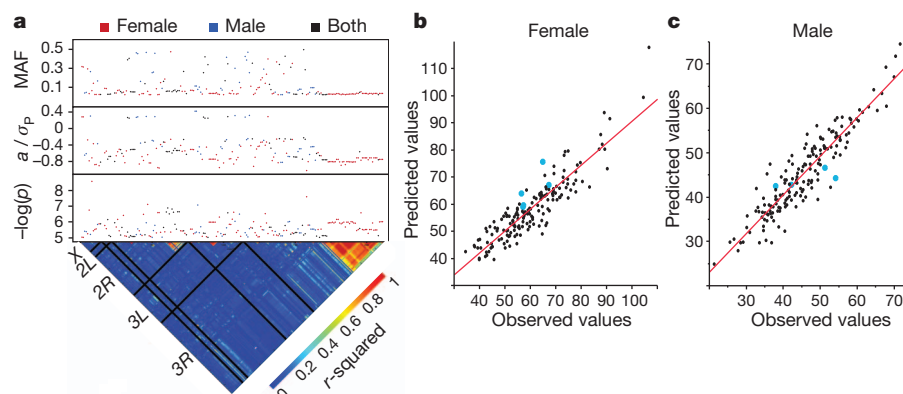 a
Female Male Both
MAF
0.5
0.3
0.1
a / σP
0.4
0
−0.4
−0.8
−log(p)
8
7
6
5
X
2L
2R
3L
3R
0 0.2 0.4 0.6 0.8 1
r-squared
b
Female
Predicted values
110
100
90
80
70
60
50
40
40 50 60 70 80 90 100
Observed values
c
Male
Predicted values
70
60
50
40
30
20 30 40 50 60 70
Observed values